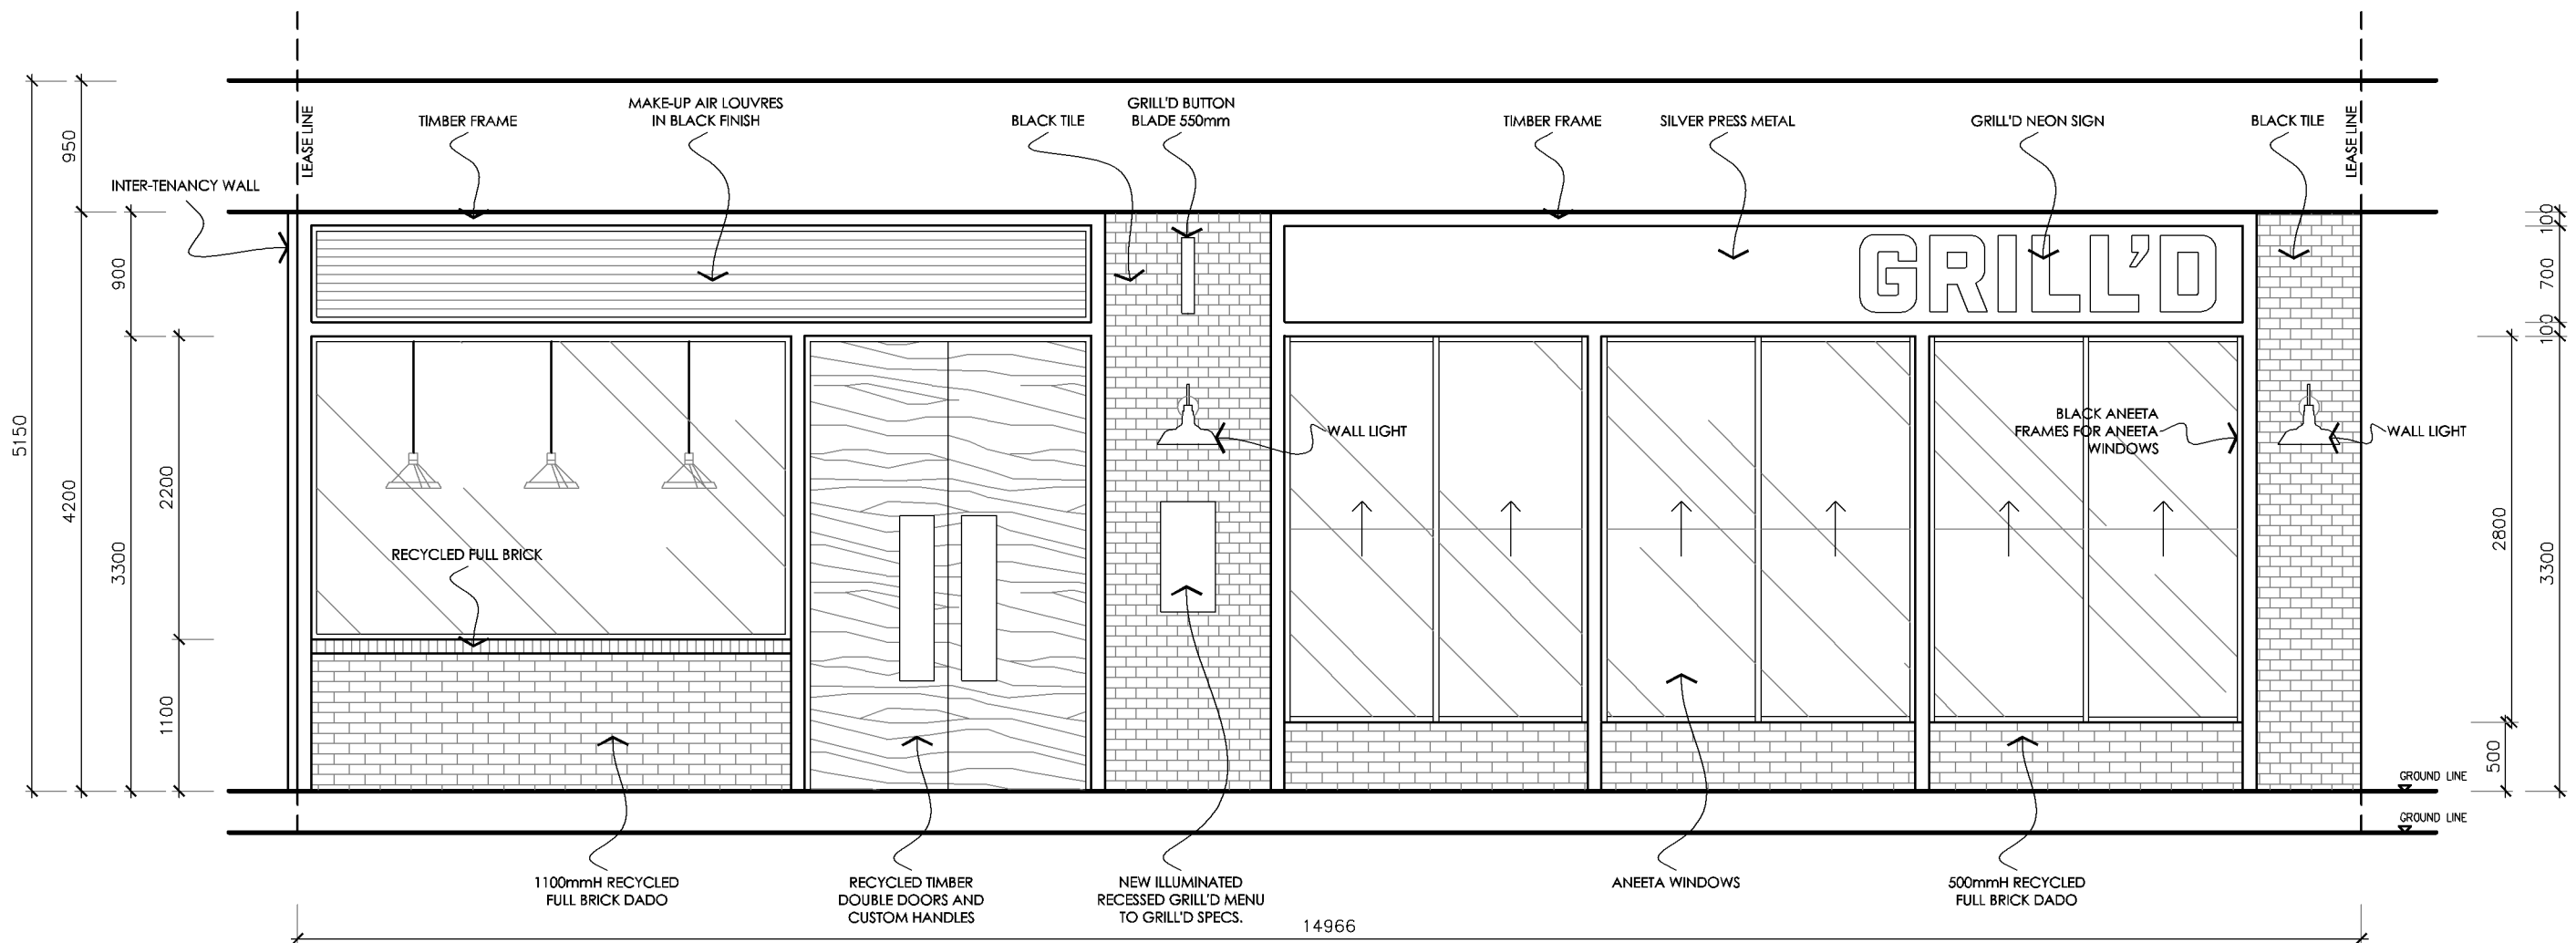 LEASE LINE
TIMBER FRAME
MAKE-UP AIR LOUVRES
IN BLACK FINISH
BLACK TILE
GRILL'D BUTTON
BLADE 550mm
TIMBER FRAME
SILVER PRESS METAL
GRILL'D NEON SIGN
BLACK TILE
LEASE LINE
INTER-TENANCY WALL
950
900
5150
4200
3300
2200
1100
GRILL'D
100
700
100
2800
3300
500
WALL LIGHT
BLACK ANEETA
FRAMES FOR ANEETA
WINDOWS
WALL LIGHT
RECYCLED FULL BRICK
GROUND LINE
GROUND LINE
1100mmH RECYCLED
FULL BRICK DADO
RECYCLED TIMBER
DOUBLE DOORS AND
CUSTOM HANDLES
NEW ILLUMINATED
RECESSED GRILL'D MENU
TO GRILL'D SPECS.
ANEETA WINDOWS
500mmH RECYCLED
FULL BRICK DADO
14966